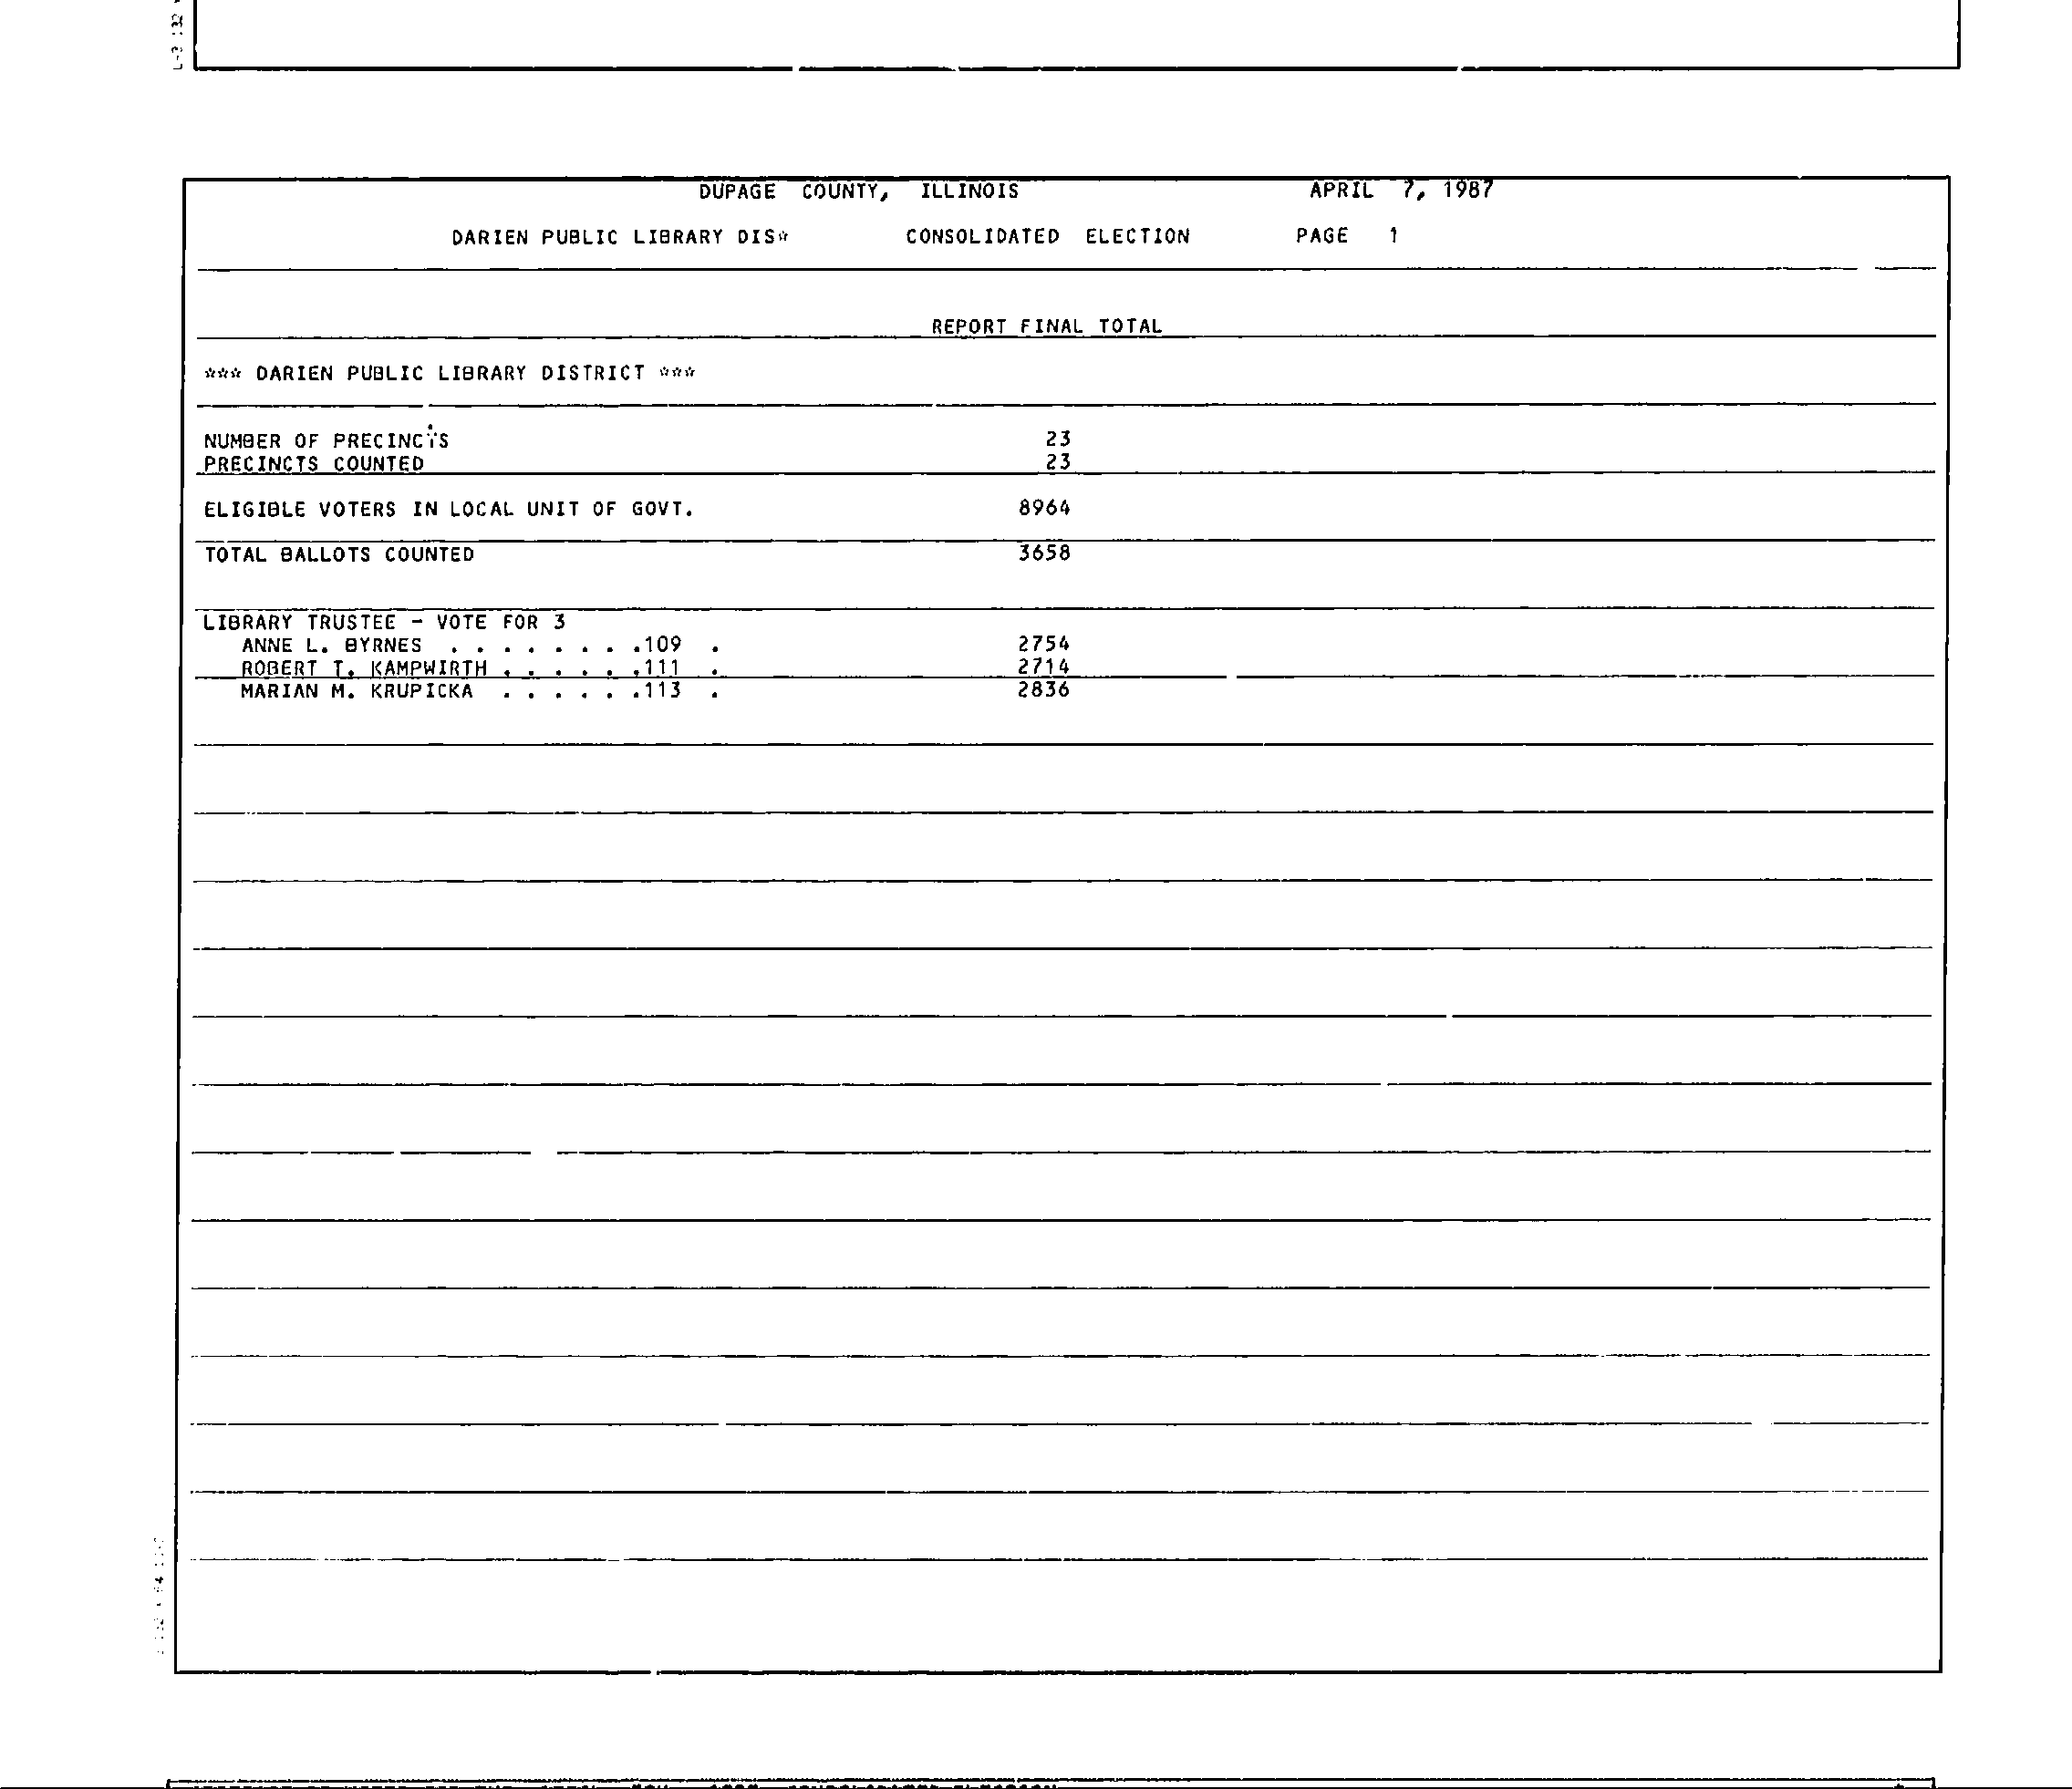 DUPAGE COUNTY, ILLINOIS APRIL 7, 1987
DARIEN PUBLIC LIBRARY DIS* CONSOLIDATED ELECTION PAGE 1
REPORT FINAL TOTAL
*** DARIEN PUBLIC LIBRARY DISTRICT ***
NUMBER OF PRECINCTS 23
PRECINCTS COUNTED 23
ELIGIBLE VOTERS IN LOCAL UNIT OF GOVT. 8964
TOTAL BALLOTS COUNTED 3658
LIBRARY TRUSTEE - VOTE FOR 3
ANNE L. BYRNES . . . . . . . .109 . 2754
ROBERT T. KAMPWIRTH . . . . . .111 . 2714
MARIAN M. KRUPICKA . . . . . .113 . 2836